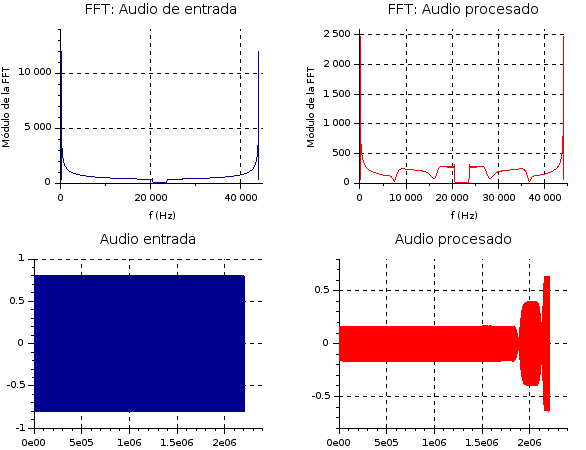 FFT: Audio de entrada
FFT: Audio procesado
Módulo de la FFT
10 000
5 000
0
0
20 000
40 000
f (Hz)
Módulo de la FFT
2 500
2 000
1 500
1 000
500
0
0
10 000
20 000
30 000
40 000
f (Hz)
Audio entrada
Audio procesado
1
0.5
0
-0.5
-1
0e00
5e05
1e06
1.5e06
2e06
0.5
0
-0.5
0e00
5e05
1e06
1.5e06
2e06